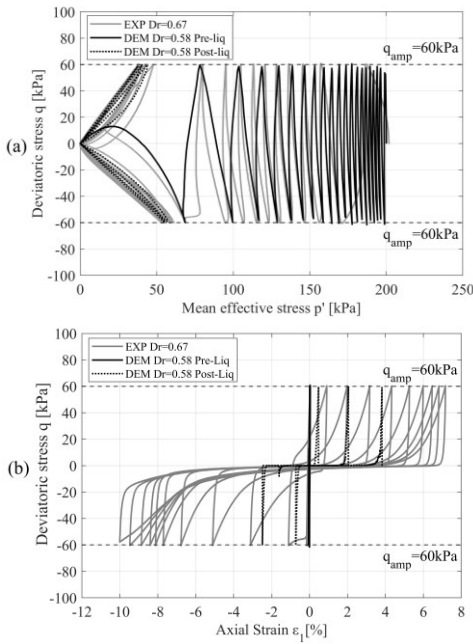 100
80
60
40
20
0
-20
-40
-60
-80
-100
Deviatoric stress q [kPa]
EXP Dr=0.67
DEM Dr=0.58 Pre-liq
DEM Dr=0.58 Post-liq
q_amp=60kPa
(a)
q_amp=60kPa
0 50 100 150 200 250
Mean effective stress p' [kPa]
100
80
60
40
20
0
-20
-40
-60
-80
-100
Deviatoric stress q [kPa]
EXP Dr=0.67
DEM Dr=0.58 Pre-Liq
DEM Dr=0.58 Post-Liq
q_amp=60kPa
(b)
q_amp=60kPa
-12 -10 -8 -6 -4 -2 0 2 4 6 8
Axial Strain ε₁[%]